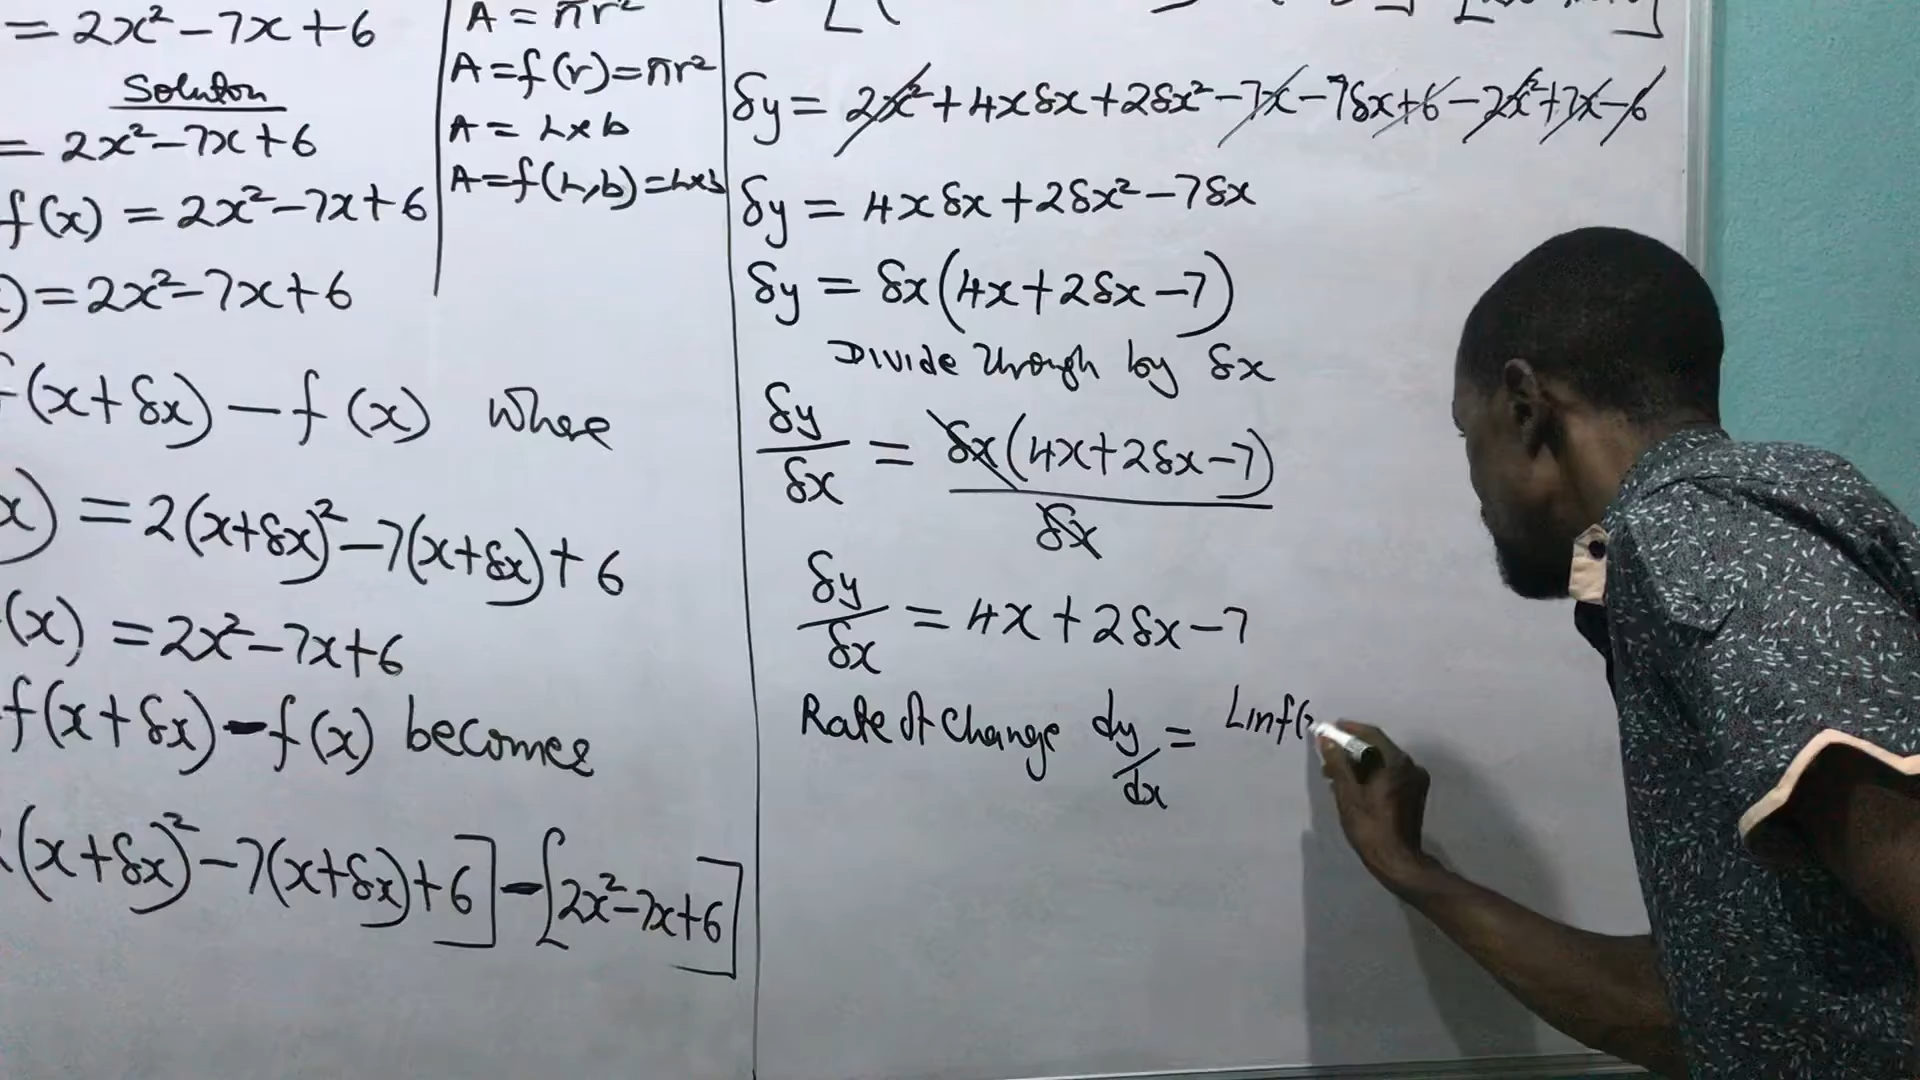 = 2x² − 7x + 6
Soluton
= 2x² − 7x + 6
f(x) = 2x² − 7x + 6
) = 2x² − 7x + 6
f(x + δx) − f(x) where
x) = 2(x + δx)² − 7(x + δx) + 6
(x) = 2x² − 7x + 6
f(x + δx) − f(x) becomes
(x + δx)² − 7(x + δx) + 6] − [2x² − 7x + 6]
A = πr²
A = f(r) = πr²
A = L × b
A = f(L, b) = L × b
δy = 2x² + 4xδx + 2δx² − 7x − 7δx + 6 − 2x² + 7x − 6
δy = 4xδx + 2δx² − 7δx
δy = δx(4x + 2δx − 7)
Divide through by δx
δy/δx = δx(4x + 2δx − 7)/δx
δy/δx = 4x + 2δx − 7
Rate of Change dy/dx = Limf(